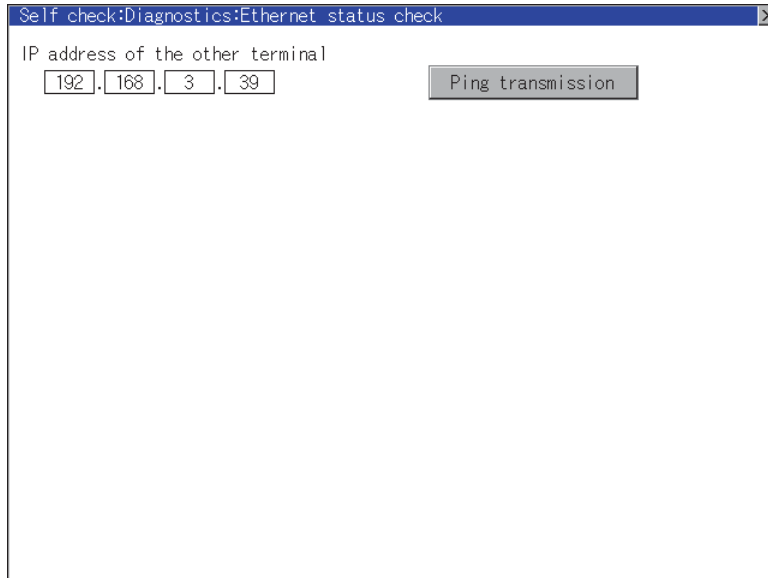 Self check:Diagnostics:Ethernet status check
IP address of the other terminal
192.168.3.39
Ping transmission